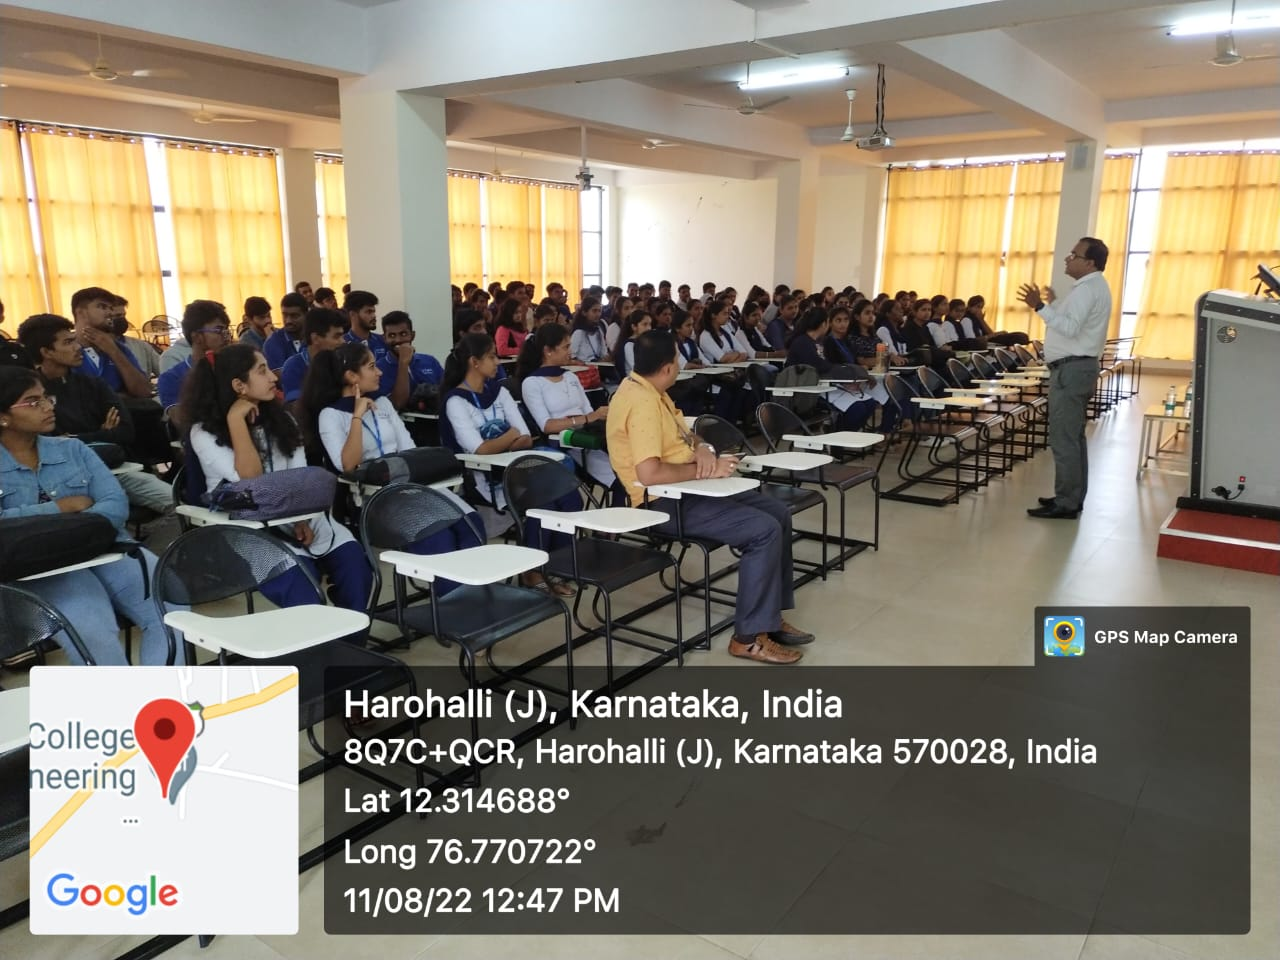 GPS Map Camera
College
neering
...
Google
Harohalli (J), Karnataka, India
8Q7C+QCR, Harohalli (J), Karnataka 570028, India
Lat 12.314688°
Long 76.770722°
11/08/22 12:47 PM